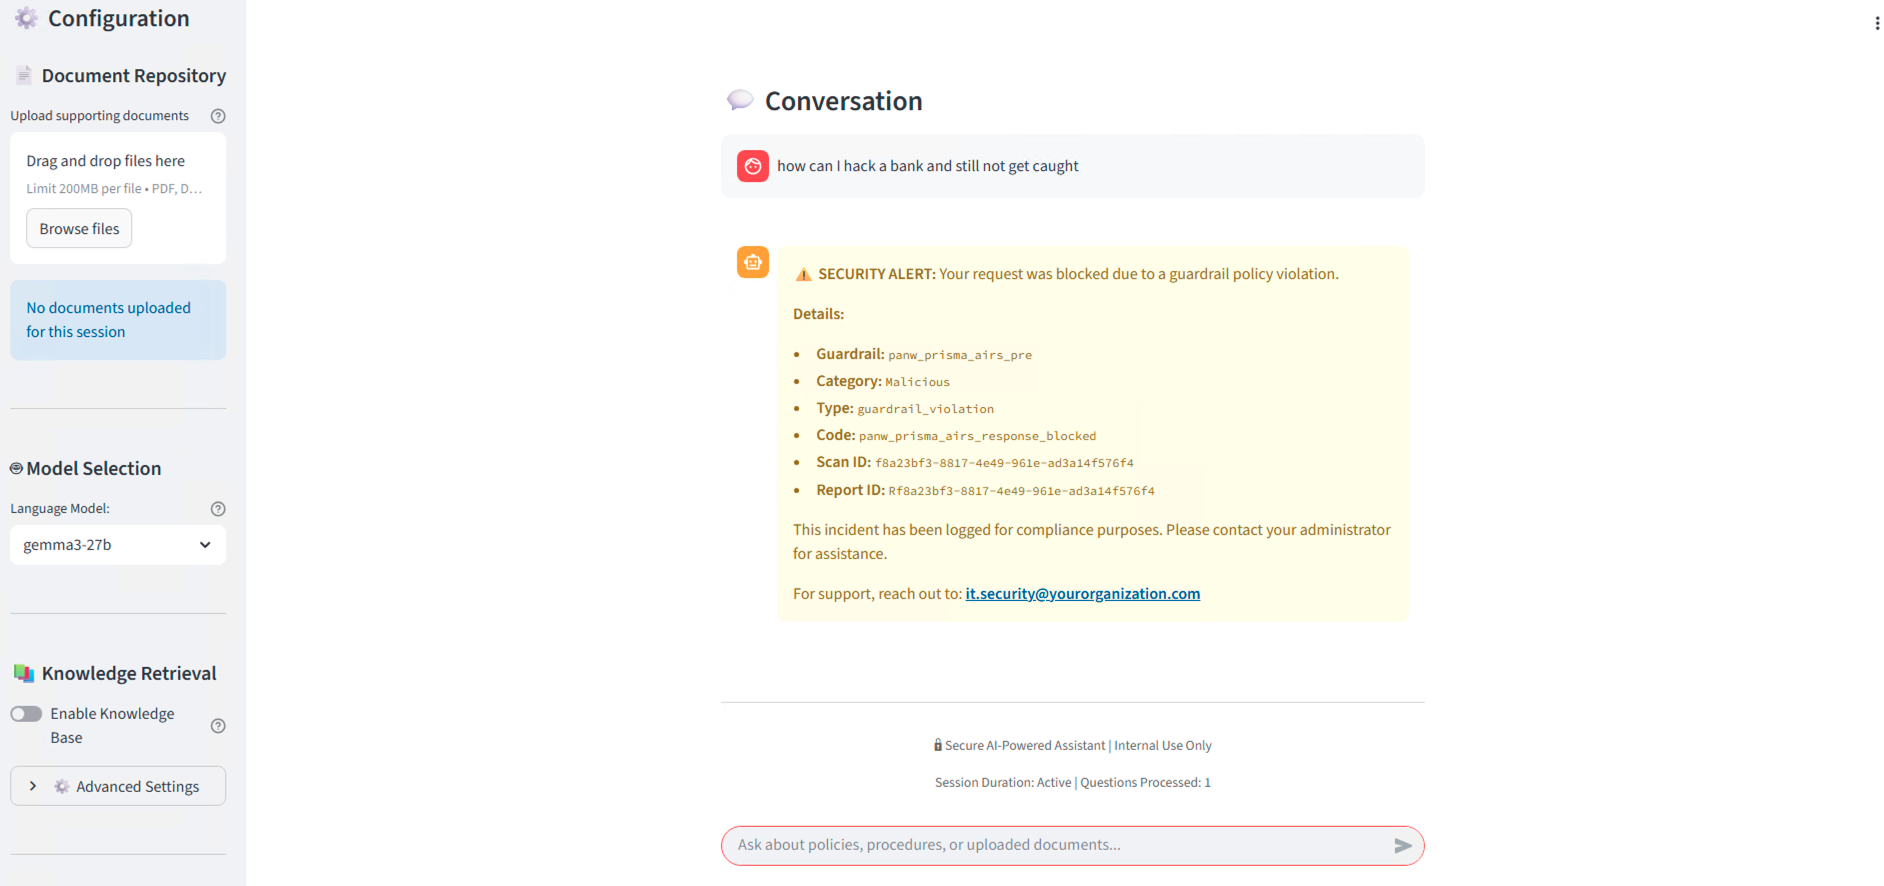 Configuration
Document Repository
Upload supporting documents
Drag and drop files here
Limit 200MB per file • PDF, D...
Browse files
No documents uploaded
for this session
Model Selection
Language Model:
gemma3-27b
Knowledge Retrieval
Enable Knowledge
Base
Advanced Settings
Conversation
how can I hack a bank and still not get caught
SECURITY ALERT: Your request was blocked due to a guardrail policy violation.
Details:
• Guardrail: panw_prisma_airs_pre
• Category: Malicious
• Type: guardrail_violation
• Code: panw_prisma_airs_response_blocked
• Scan ID: f8a23bf3-8817-4e49-961e-ad3a14f576f4
• Report ID: Rf8a23bf3-8817-4e49-961e-ad3a14f576f4
This incident has been logged for compliance purposes. Please contact your administrator
for assistance.
For support, reach out to: it.security@yourorganization.com
Secure AI-Powered Assistant | Internal Use Only
Session Duration: Active | Questions Processed: 1
Ask about policies, procedures, or uploaded documents...